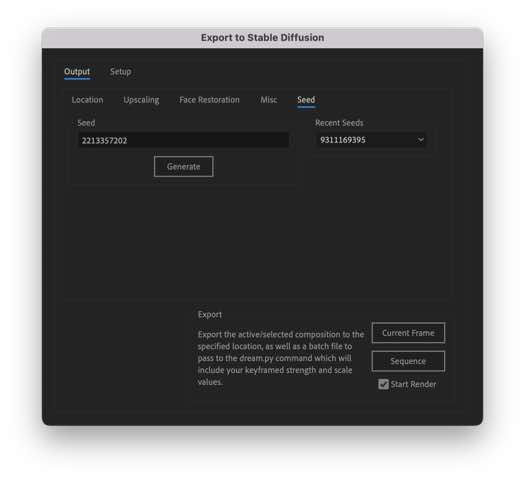 Export to Stable Diffusion
Output Setup
Location Upscaling Face Restoration Misc Seed
Seed
2213357202
Generate
Recent Seeds
9311169395
Export
Export the active/selected composition to the
specified location, as well as a batch file to
pass to the dream.py command which will
include your keyframed strength and scale
values.
Current Frame
Sequence
Start Render